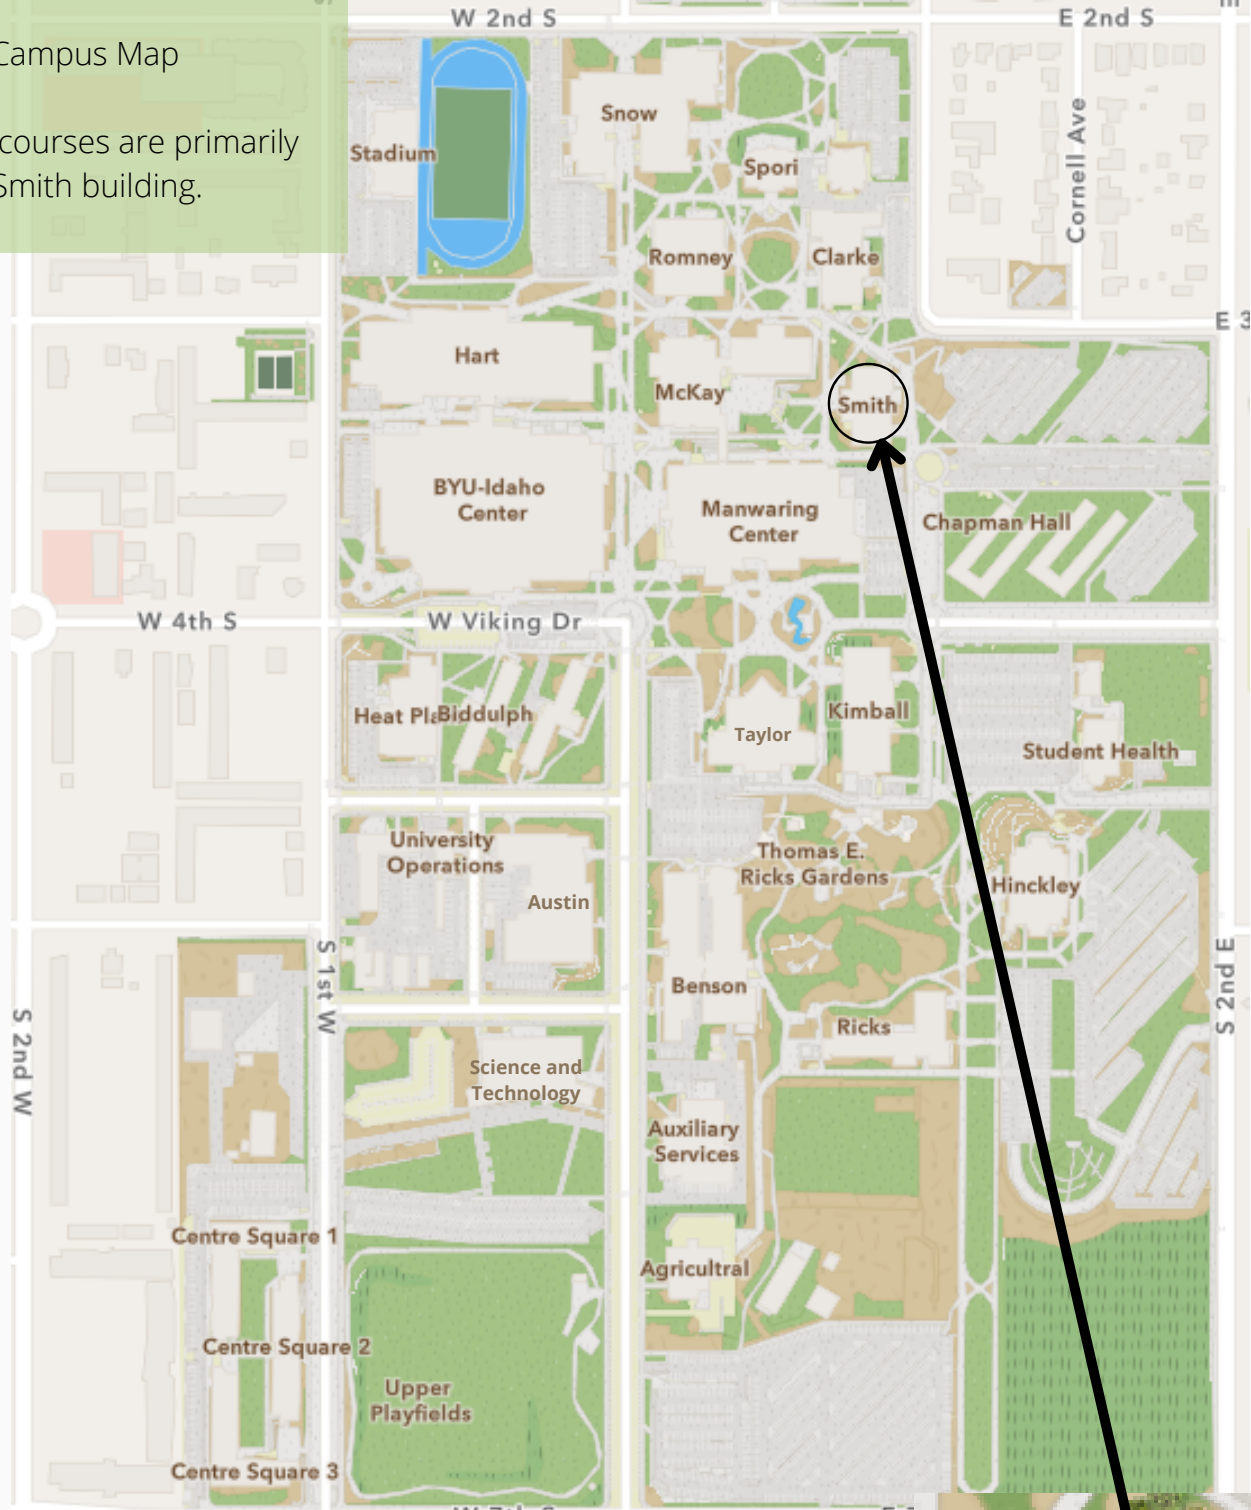 W 2nd S
E 2nd S
Campus Map
courses are primarily
Smith building.
Cornell Ave
Snow
Stadium
Spori
Romney
Clarke
E 3
Hart
McKay
Smith
BYU-Idaho
Center
Manwaring
Center
Chapman Hall
W 4th S
W Viking Dr
Heat Pla
Biddulph
Taylor
Kimball
Student Health
University
Operations
Austin
Thomas E.
Ricks Gardens
Hinckley
S 1st W
S 2nd W
S 2nd E
Benson
Ricks
Science and
Technology
Auxiliary
Services
Centre Square 1
Agricultral
Centre Square 2
Upper
Playfields
Centre Square 3